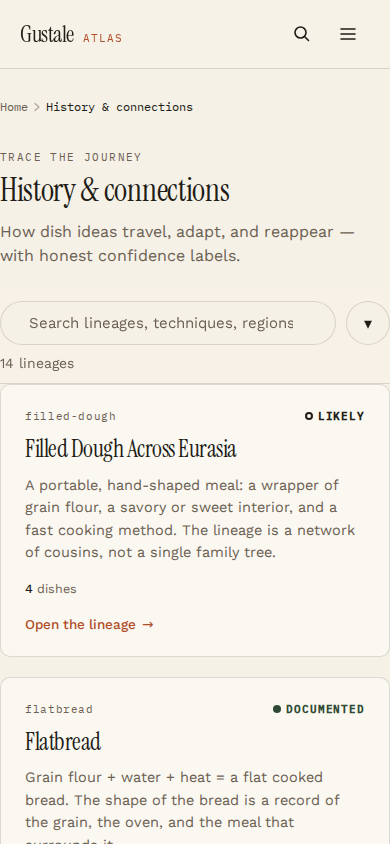 Gustale ATLAS
Home > History & connections
TRACE THE JOURNEY
History & connections
How dish ideas travel, adapt, and reappear —
with honest confidence labels.
Search lineages, techniques, regions
14 lineages
filled-dough LIKELY
Filled Dough Across Eurasia
A portable, hand-shaped meal: a wrapper of
grain flour, a savory or sweet interior, and a
fast cooking method. The lineage is a network
of cousins, not a single family tree.
4 dishes
Open the lineage →
flatbread DOCUMENTED
Flatbread
Grain flour + water + heat = a flat cooked
bread. The shape of the bread is a record of
the grain, the oven, and the meal that
surrounds it.